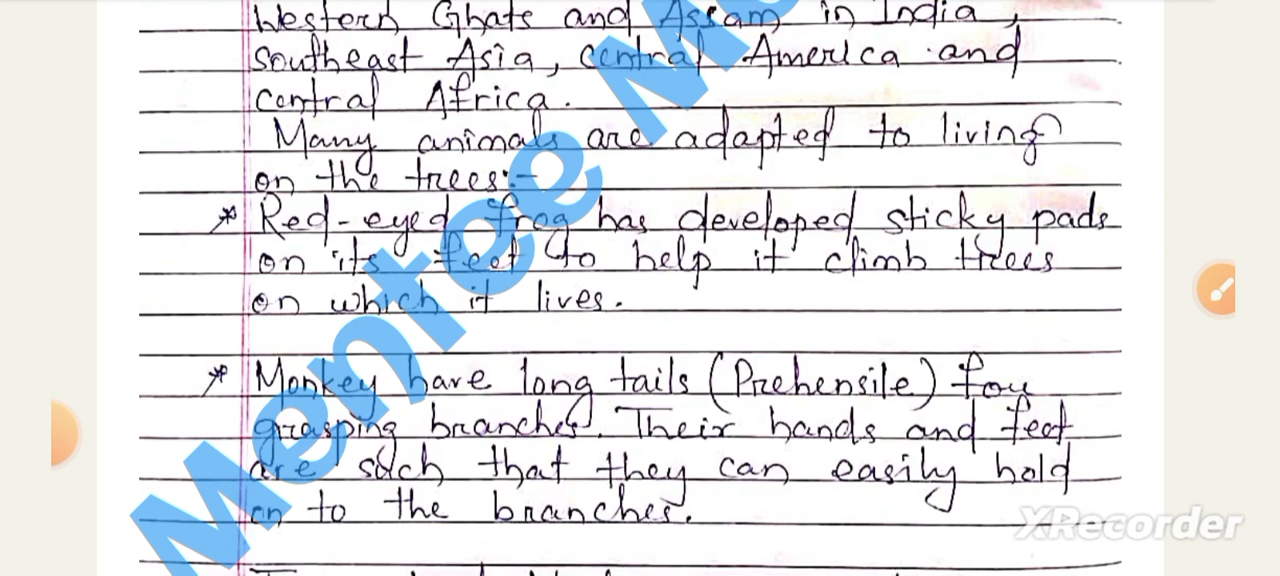 Western Ghats and Assam in India,
Southeast Asia, Central America and
Central Africa.
Many animals are adapted to living
on the trees:-
* Red-eyed frog has developed sticky pads
on its feet to help it climb trees
on which it lives.
* Monkey have long tails (Prehensile) for
grasping branches. Their hands and feet
are such that they can easily hold
on to the branches.
Mentee
XRecorder